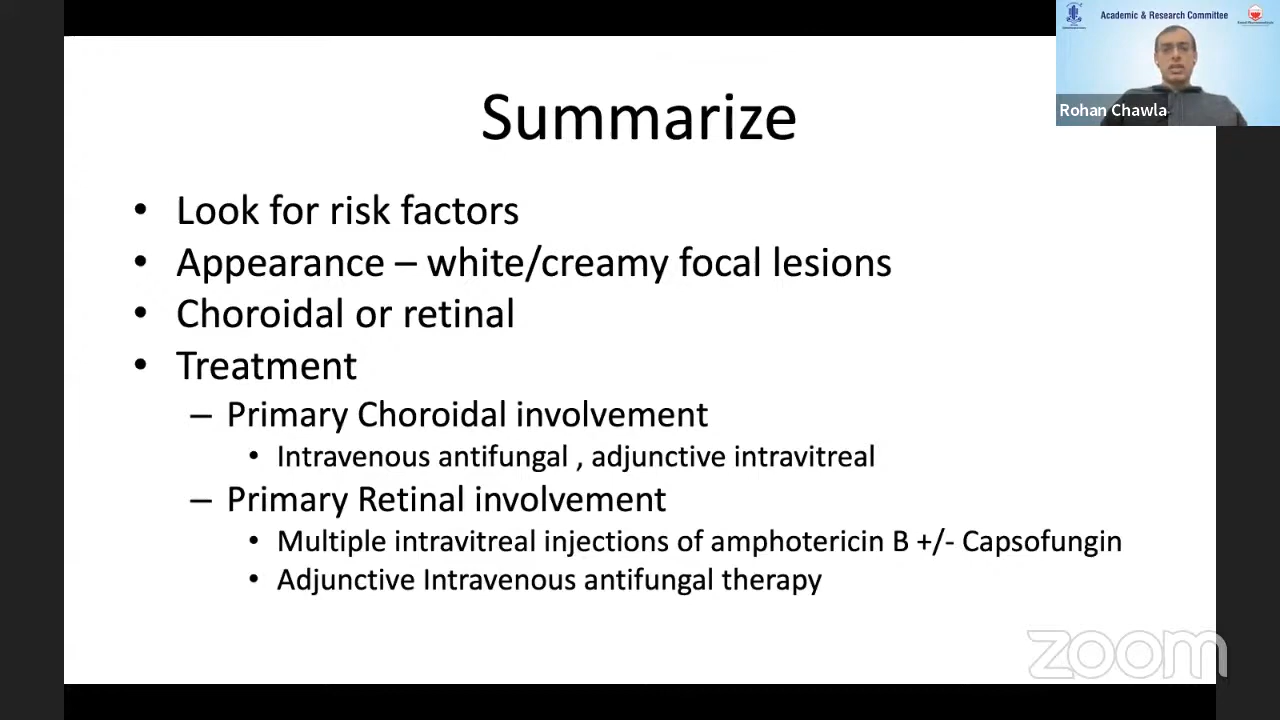 Academic & Research Committee
Rohan Chawla
Summarize
• Look for risk factors
• Appearance – white/creamy focal lesions
• Choroidal or retinal
• Treatment
– Primary Choroidal involvement
• Intravenous antifungal , adjunctive intravitreal
– Primary Retinal involvement
• Multiple intravitreal injections of amphotericin B +/- Capsofungin
• Adjunctive Intravenous antifungal therapy
zoom